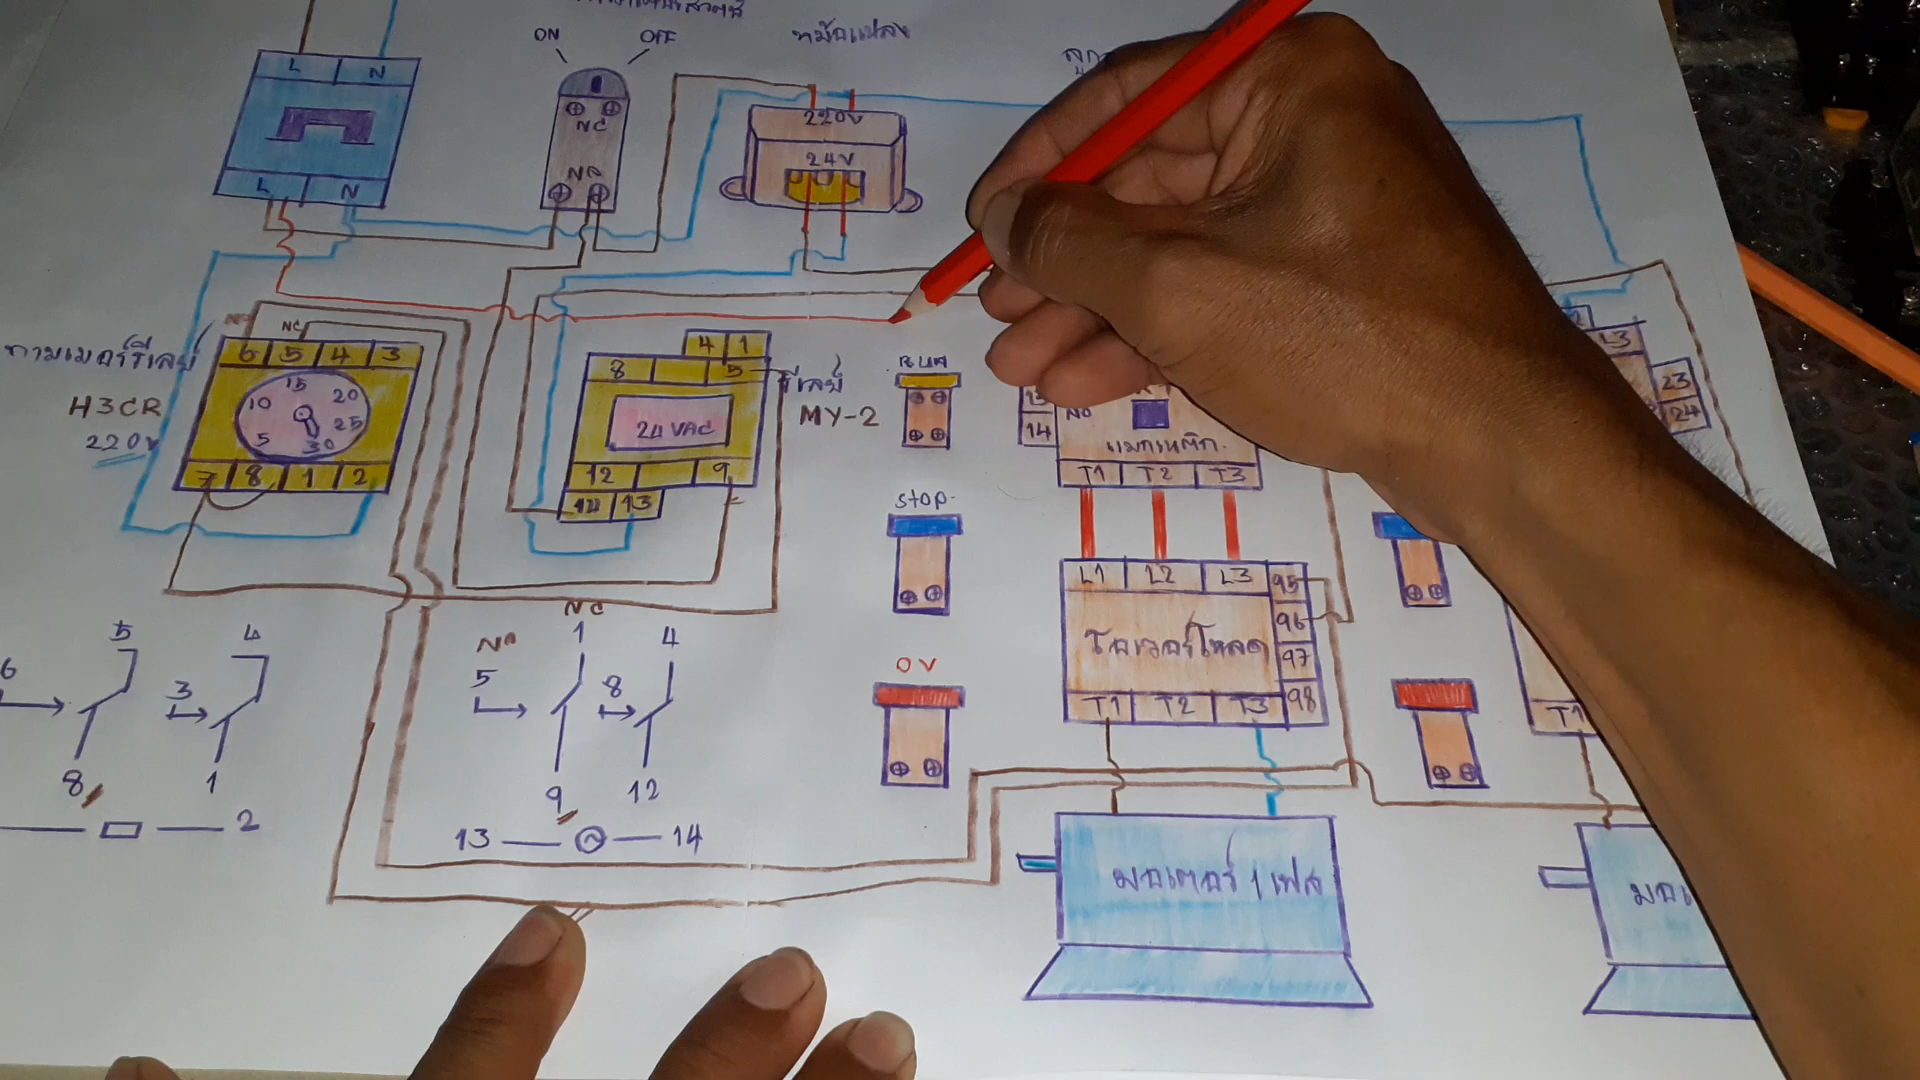 ON OFF
หม้อแปลง
L N
NC
220V
24V
NO
L N
NO
NC
6 5 4 3
ทามเมอร์รีเลย์
H3CR
220V
15
10 20
5 25
30
7 8 1 2
4 1
8 5
รีเลย์
MY-2
24 VAC
12 9
14 13
RUN
STOP
OV
13
14
NO
แมกเนติก
T1 T2 T3
L3
23
24
L1 L2 L3 95
96
97
98
โอเวอร์โหลด
T1 T2 T3
T1
5 4
6
3
8 1
2
NO
NC
1 4
5 8
9 12
13 14
มอเตอร์ 1 เฟส